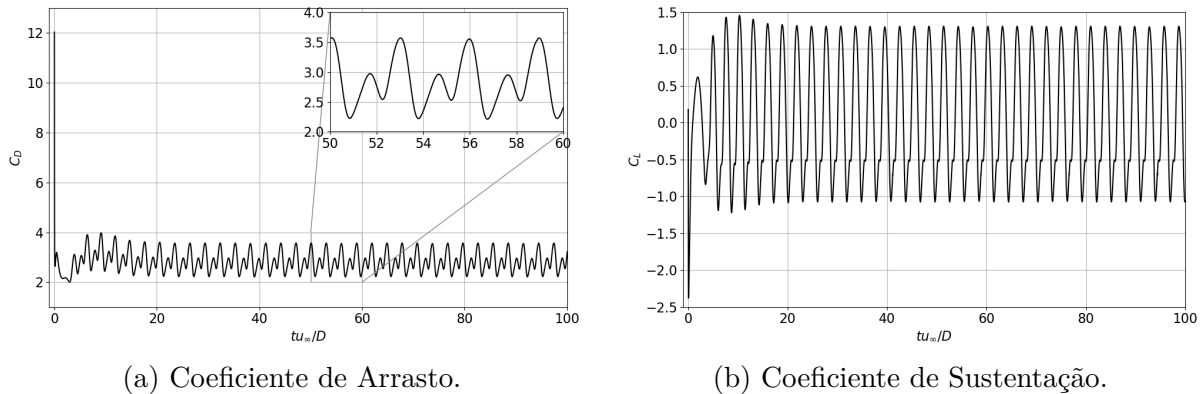 4.0
3.5
3.0
2.5
2.0
50 52 54 56 58 60
12
10
8
6
4
2
C_D
0 20 40 60 80 100
tu∞/D
(a) Coeficiente de Arrasto.
1.5
1.0
0.5
0.0
−0.5
−1.0
−1.5
−2.0
−2.5
C_L
0 20 40 60 80 100
tu∞/D
(b) Coeficiente de Sustentação.